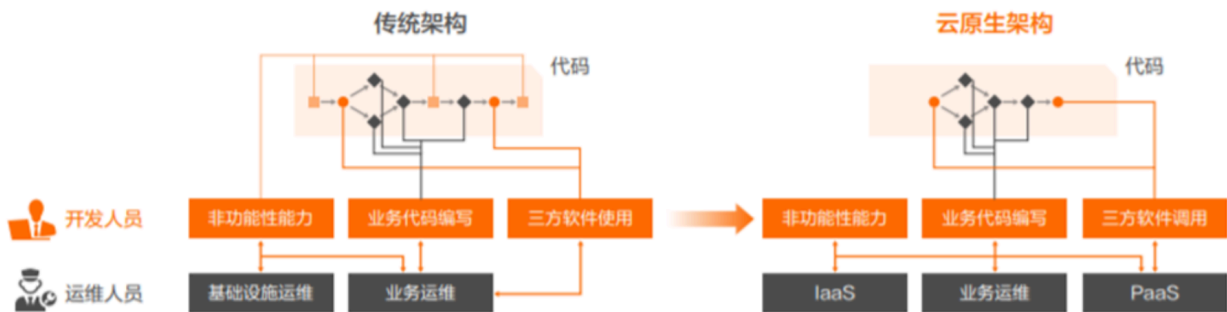 传统架构
云原生架构
代码
代码
开发人员
非功能性能力
业务代码编写
三方软件使用
非功能性能力
业务代码编写
三方软件调用
运维人员
基础设施运维
业务运维
IaaS
业务运维
PaaS